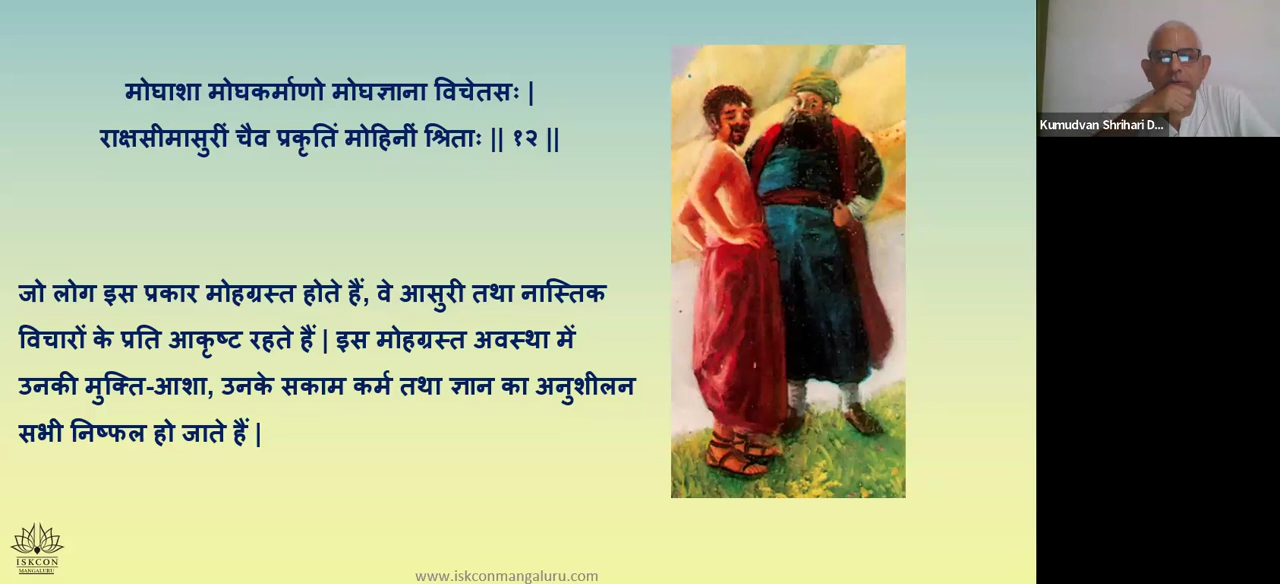 मोघाशा मोघकर्माणो मोघज्ञाना विचेतसः |
राक्षसीमासुरीं चैव प्रकृतिं मोहिनीं श्रिताः || १२ ||
Kumudvan Shrihari D...
जो लोग इस प्रकार मोहग्रस्त होते हैं, वे आसुरी तथा नास्तिक
विचारों के प्रति आकृष्ट रहते हैं | इस मोहग्रस्त अवस्था में
उनकी मुक्ति-आशा, उनके सकाम कर्म तथा ज्ञान का अनुशीलन
सभी निष्फल हो जाते हैं |
ISKCON
MANGALURU
www.iskconmangaluru.com